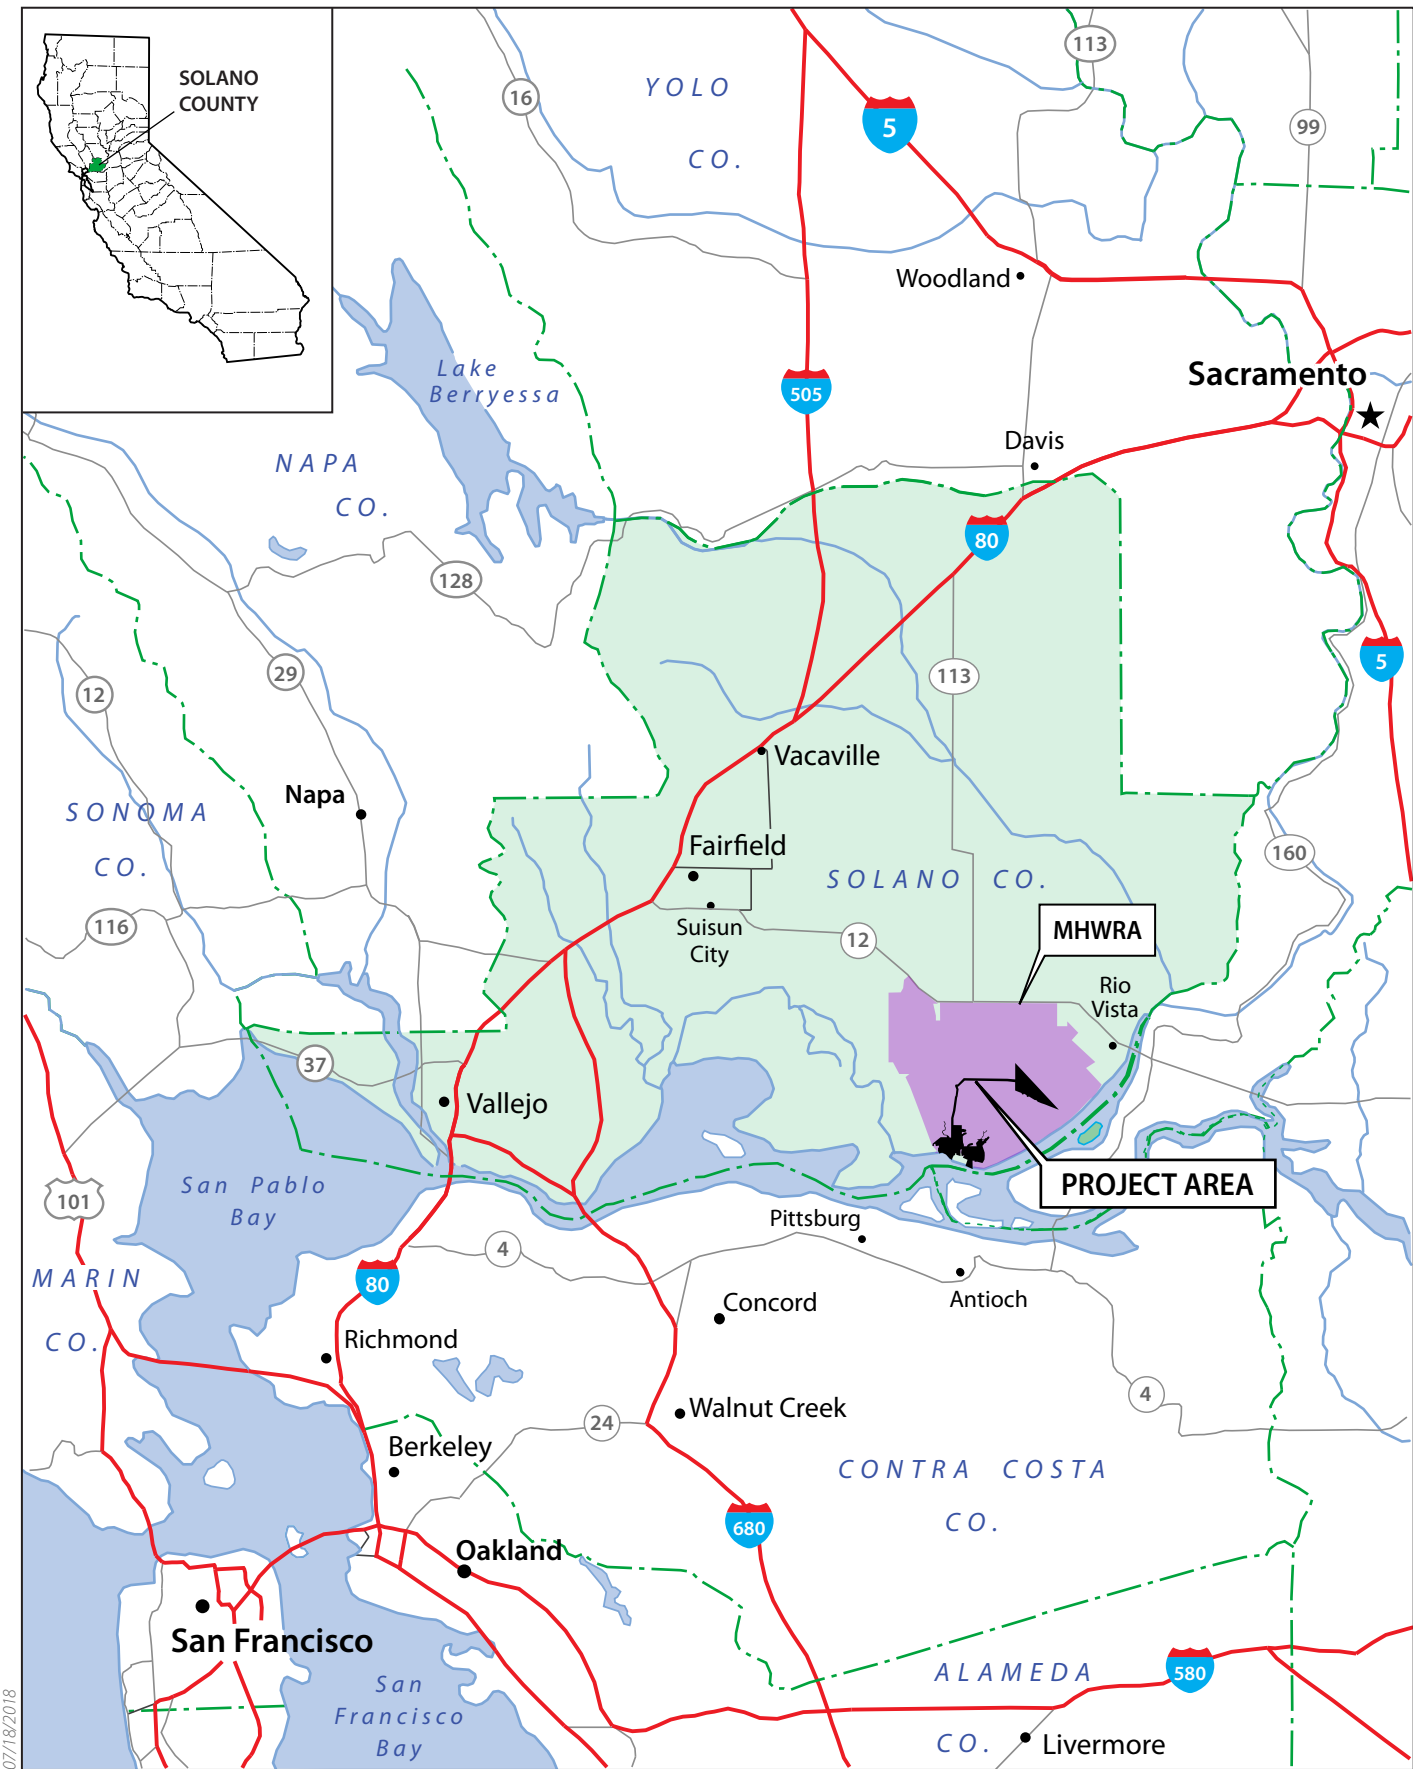 SOLANO
COUNTY
113
16
YOLO
CO.
5
99
Woodland
Lake
Berryessa
505
Sacramento
Davis
NAPA
CO.
80
128
29
12
113
5
Vacaville
Napa
SONOMA
CO.
Fairfield
160
SOLANO CO.
116
Suisun
City
12
MHWRA
Rio
Vista
37
Vallejo
San Pablo
Bay
101
PROJECT AREA
Pittsburg
4
MARIN
CO.
80
Antioch
Concord
Richmond
4
Walnut Creek
24
Berkeley
CONTRA COSTA
CO.
680
Oakland
San Francisco
ALAMEDA
CO.
580
San
Francisco
Bay
Livermore
07/18/2018